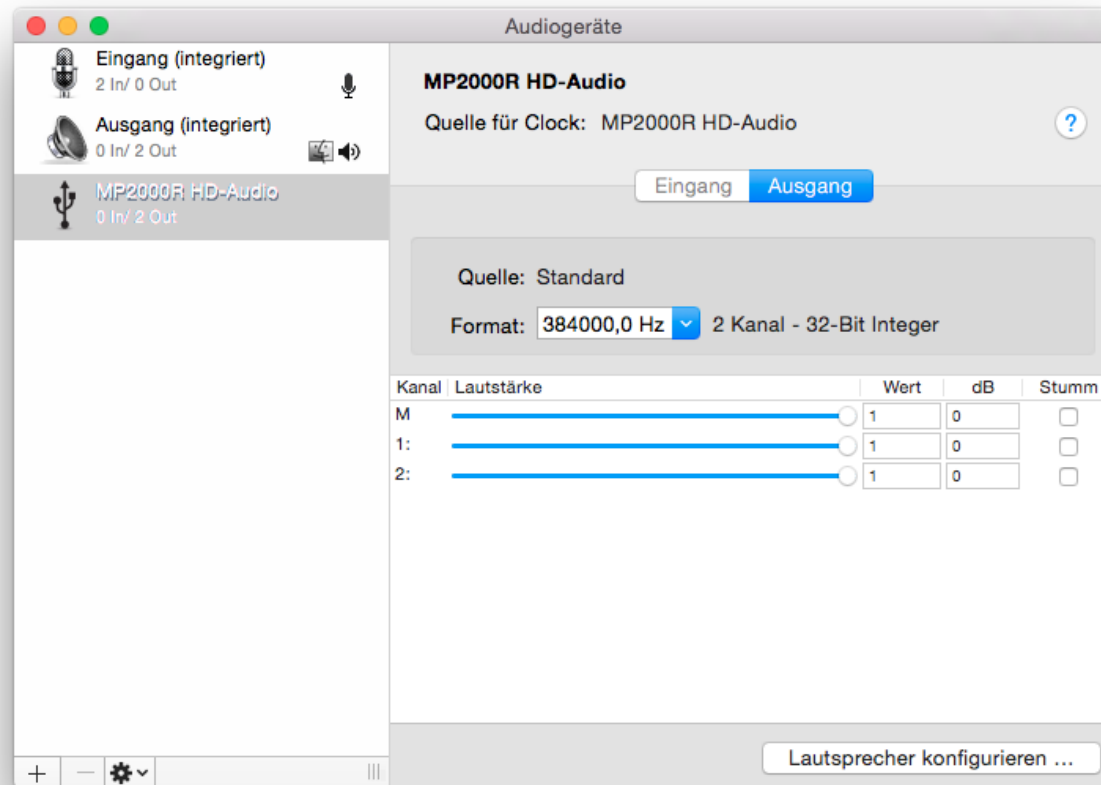 Audiogeräte
Eingang (integriert)
2 In/ 0 Out
Ausgang (integriert)
0 In/ 2 Out
MP2000R HD-Audio
0 In/ 2 Out
MP2000R HD-Audio
Quelle für Clock: MP2000R HD-Audio
?
Eingang Ausgang
Quelle: Standard
Format: 384000,0 Hz 2 Kanal - 32-Bit Integer
Kanal Lautstärke Wert dB Stumm
M 1 0
1: 1 0
2: 1 0
Lautsprecher konfigurieren ...